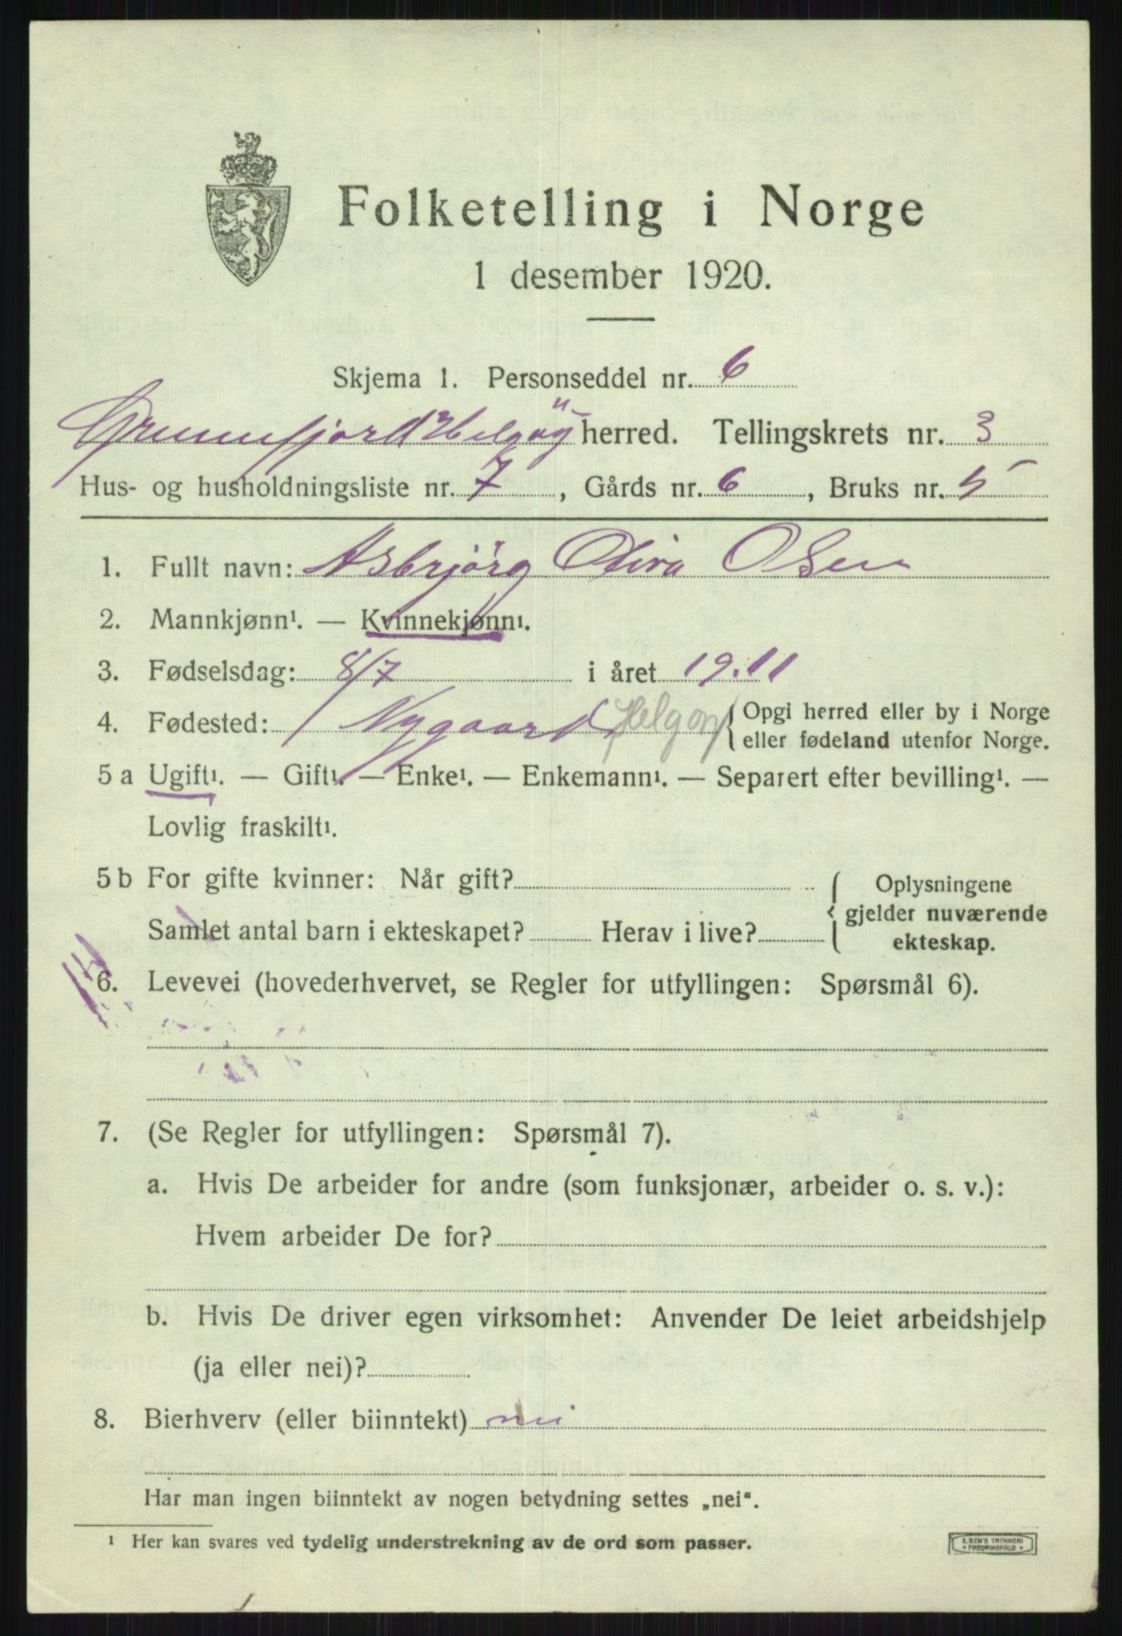 Folketelling i Norge
1 desember 1920.
Skjema 1. Personseddel nr. 6
herred. Tellingskrets nr. 3
Hus- og husholdningsliste nr. 7, Gårds nr. 6, Bruks nr. 5
1. Fullt navn: Asbrjörg Oliva Olsen
2. Mannkjønn¹. — Kvinnekjønn¹.
3. Fødselsdag: 8/7 i året 1911
4. Fødested: Nygaard Helgøy { Opgi herred eller by i Norge
eller fødeland utenfor Norge.
5 a Ugift¹. — Gift¹. — Enke¹. — Enkemann¹. — Separert efter bevilling¹. —
Lovlig fraskilt¹.
5 b For gifte kvinner: Når gift?
Samlet antal barn i ekteskapet? Herav i live?
{ Oplysningene
gjelder nuværende
ekteskap.
6. Levevei (hovederhvervet, se Regler for utfyllingen: Spørsmål 6).
7. (Se Regler for utfyllingen: Spørsmål 7).
a. Hvis De arbeider for andre (som funksjonær, arbeider o. s. v.):
Hvem arbeider De for?
b. Hvis De driver egen virksomhet: Anvender De leiet arbeidshjelp
(ja eller nei)?
8. Bierhverv (eller biinntekt) nei
Har man ingen biinntekt av nogen betydning settes „nei“.
¹ Her kan svares ved tydelig understrekning av de ord som passer.